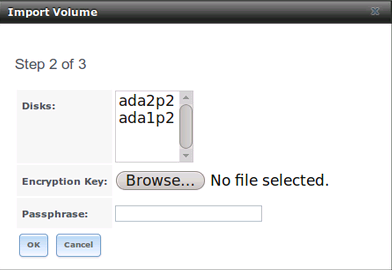 Import Volume
Step 2 of 3
Disks:
ada2p2
ada1p2
Encryption Key: Browse... No file selected.
Passphrase:
OK Cancel